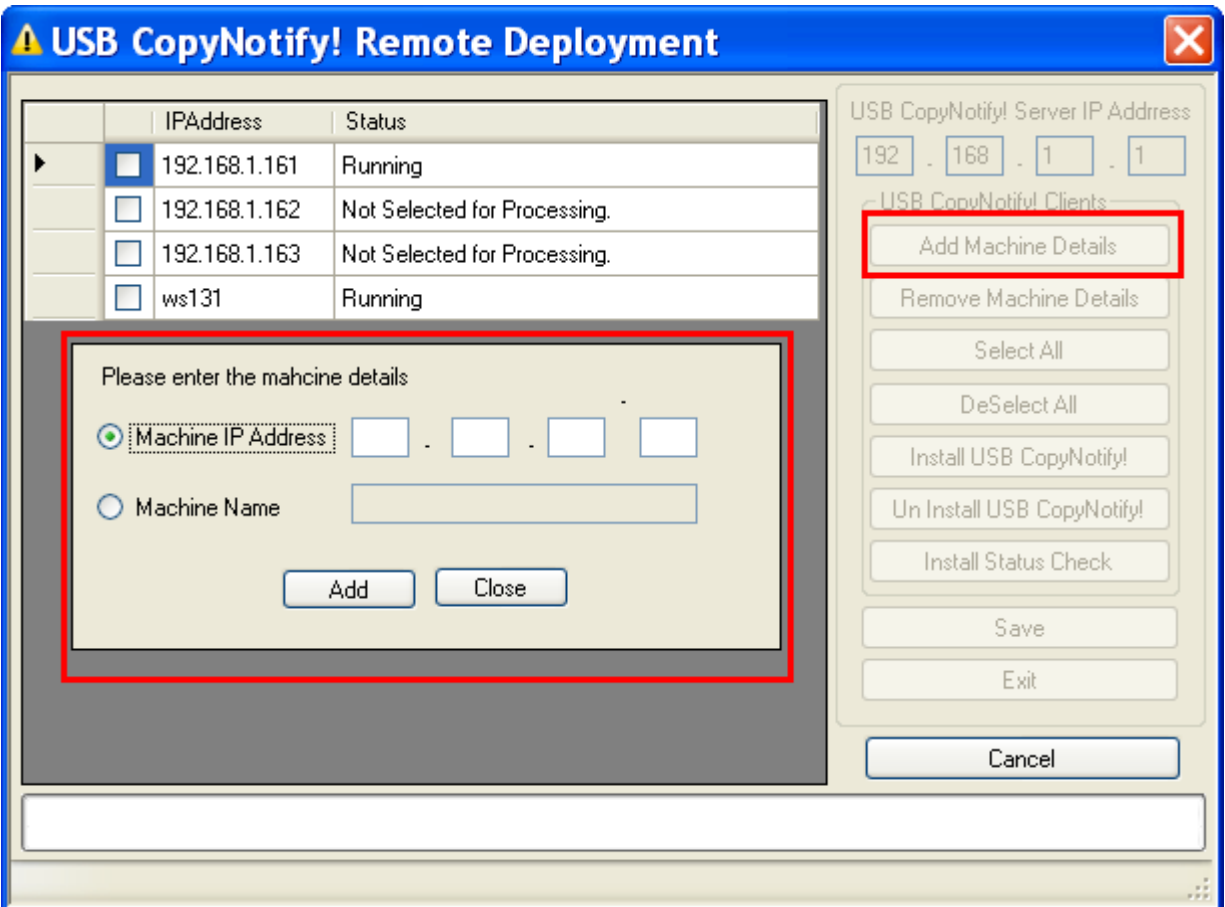 USB CopyNotify! Remote Deployment
IPAddress Status
192.168.1.161 Running
192.168.1.162 Not Selected for Processing.
192.168.1.163 Not Selected for Processing.
ws131 Running
Please enter the mahcine details
Machine IP Address . . .
Machine Name
Add Close
USB CopyNotify! Server IP Addrress
192 . 168 . 1 . 1
USB CopyNotify! Clients
Add Machine Details
Remove Machine Details
Select All
DeSelect All
Install USB CopyNotify!
Un Install USB CopyNotify!
Install Status Check
Save
Exit
Cancel